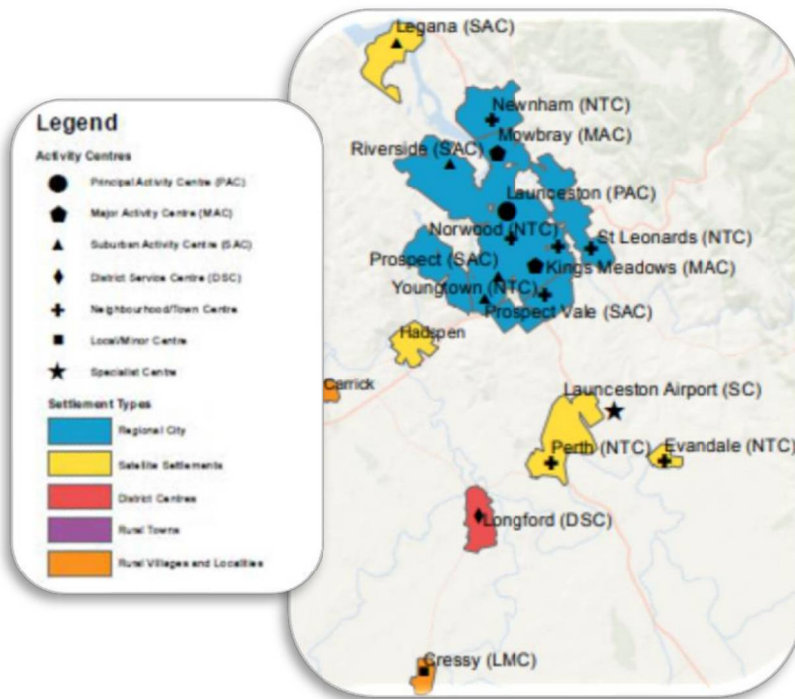 Legend
Activity Centres
Principal Activity Centre (PAC)
Major Activity Centre (MAC)
Suburban Activity Centre (SAC)
District Service Centre (DSC)
Neighbourhood/Town Centre
Local/Minor Centre
Specialist Centre
Settlement Types
Regional City
Satellite Settlements
District Centres
Rural Towns
Rural Villages and Localities
Legana (SAC)
Newnham (NTC)
Mowbray (MAC)
Riverside (SAC)
Launceston (PAC)
Norwood (NTC)
St Leonards (NTC)
Prospect (SAC)
Kings Meadows (MAC)
Youngtown (NTC)
Prospect Vale (SAC)
Hadspen
Carrick
Launceston Airport (SC)
Perth (NTC)
Evandale (NTC)
Longford (DSC)
Cressy (LMC)